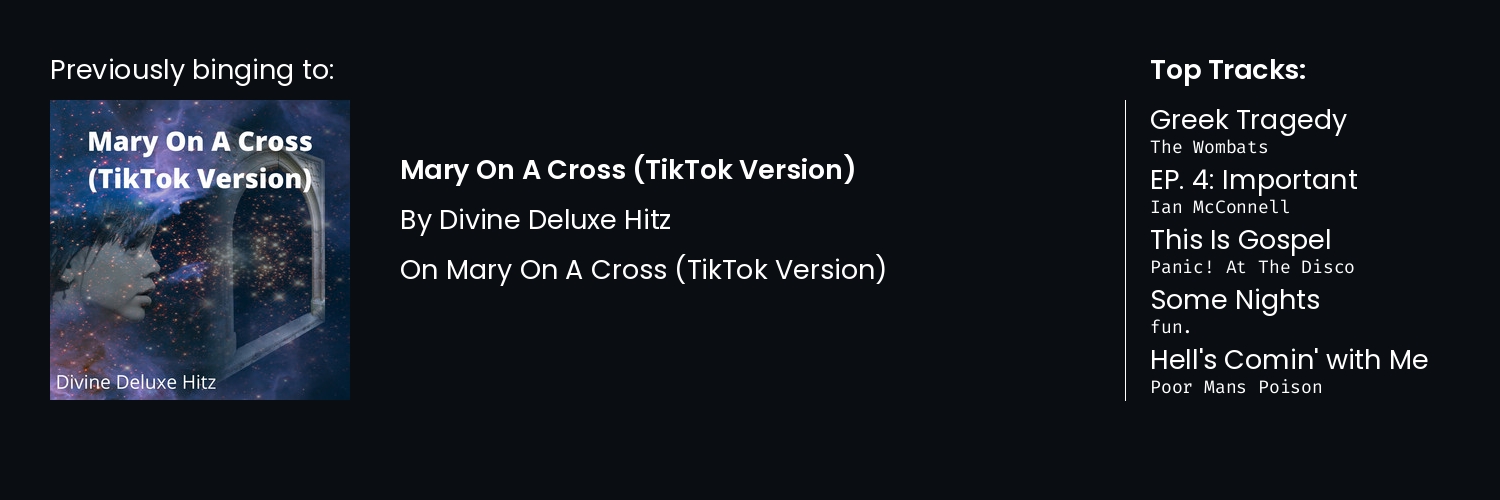 Previously binging to:
Mary On A Cross
(TikTok Version)
Divine Deluxe Hitz
Mary On A Cross (TikTok Version)
By Divine Deluxe Hitz
On Mary On A Cross (TikTok Version)
Top Tracks:
Greek Tragedy
The Wombats
EP. 4: Important
Ian McConnell
This Is Gospel
Panic! At The Disco
Some Nights
fun.
Hell's Comin' with Me
Poor Mans Poison